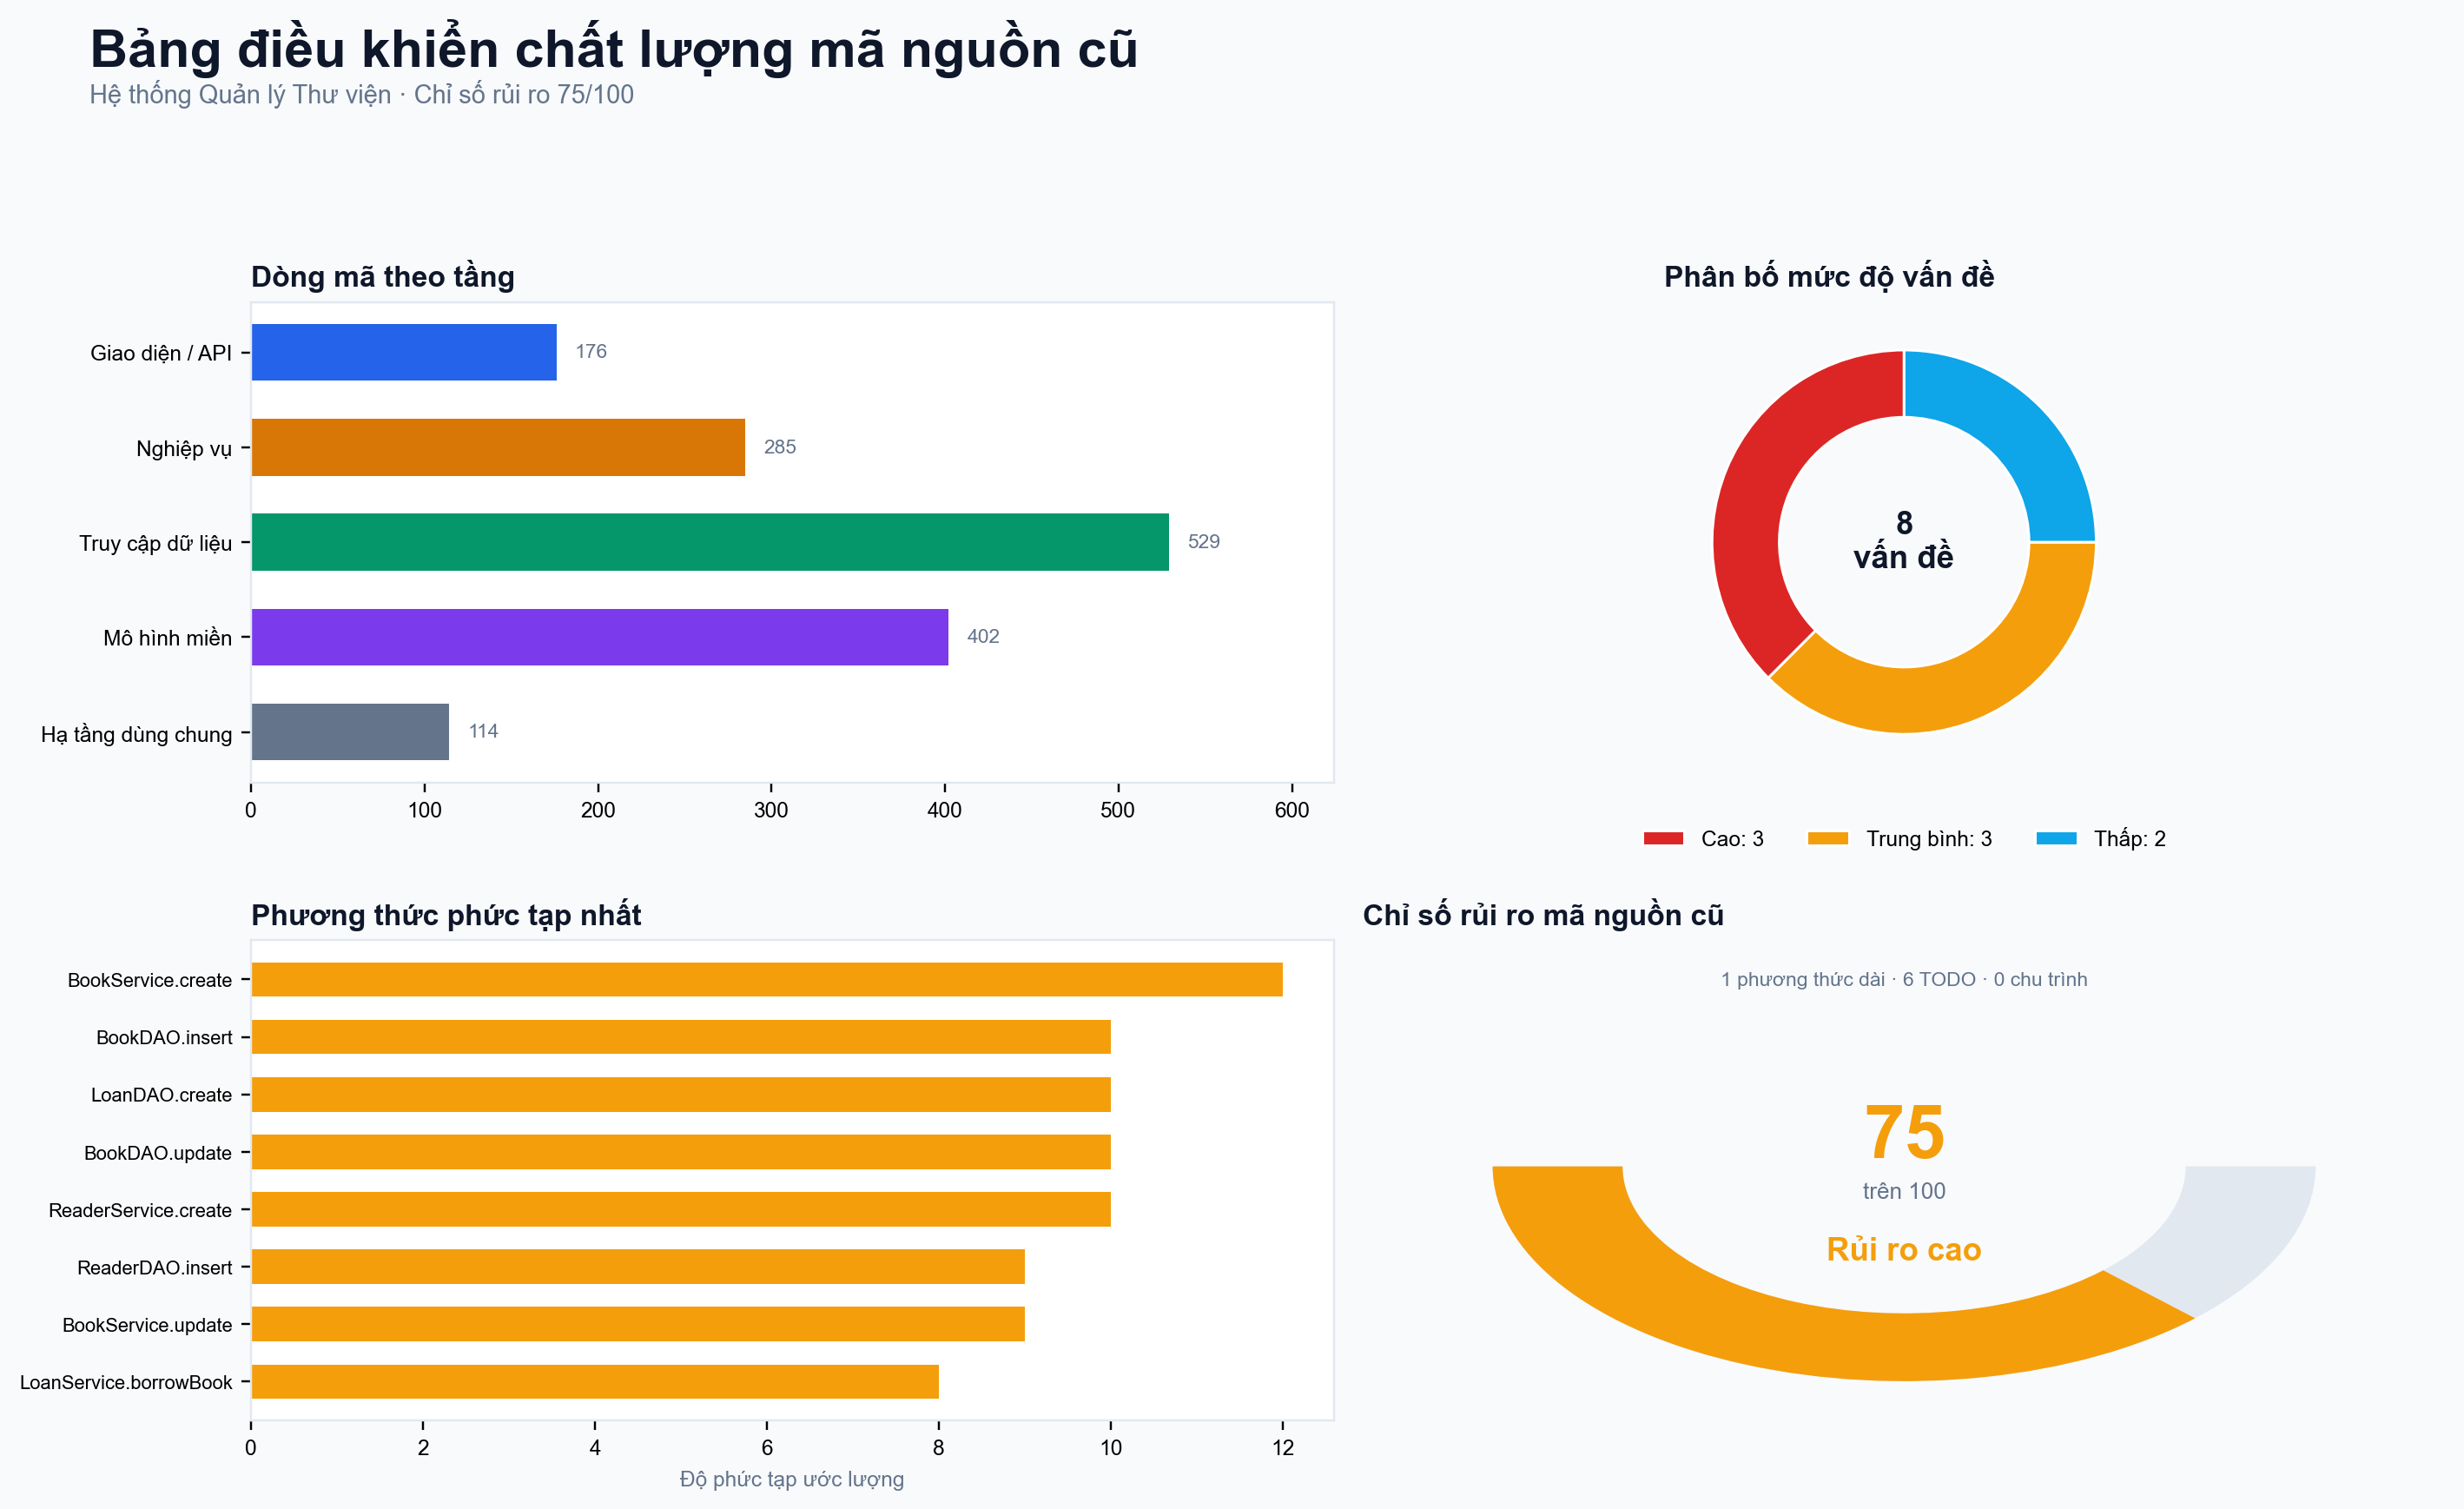 Bảng điều khiển chất lượng mã nguồn cũ
Hệ thống Quản lý Thư viện · Chỉ số rủi ro 75/100
Dòng mã theo tầng
Giao diện / API
176
Nghiệp vụ
285
Truy cập dữ liệu
529
Mô hình miền
402
Hạ tầng dùng chung
114
0 100 200 300 400 500 600
Phân bố mức độ vấn đề
8
vấn đề
Cao: 3 Trung bình: 3 Thấp: 2
Phương thức phức tạp nhất
BookService.create
BookDAO.insert
LoanDAO.create
BookDAO.update
ReaderService.create
ReaderDAO.insert
BookService.update
LoanService.borrowBook
0 2 4 6 8 10 12
Độ phức tạp ước lượng
Chỉ số rủi ro mã nguồn cũ
1 phương thức dài · 6 TODO · 0 chu trình
75
trên 100
Rủi ro cao